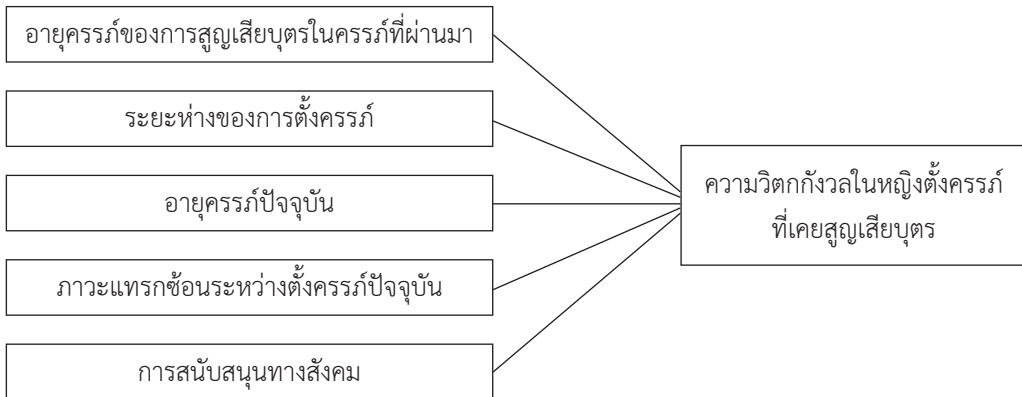 อายุครรภ์ของการสูญเสียบุตรในครรภ์ที่ผ่านมา
ระยะห่างของการตั้งครรภ์
อายุครรภ์ปัจจุบัน
ภาวะแทรกซ้อนระหว่างตั้งครรภ์ปัจจุบัน
การสนับสนุนทางสังคม
ความวิตกกังวลในหญิงตั้งครรภ์
ที่เคยสูญเสียบุตร